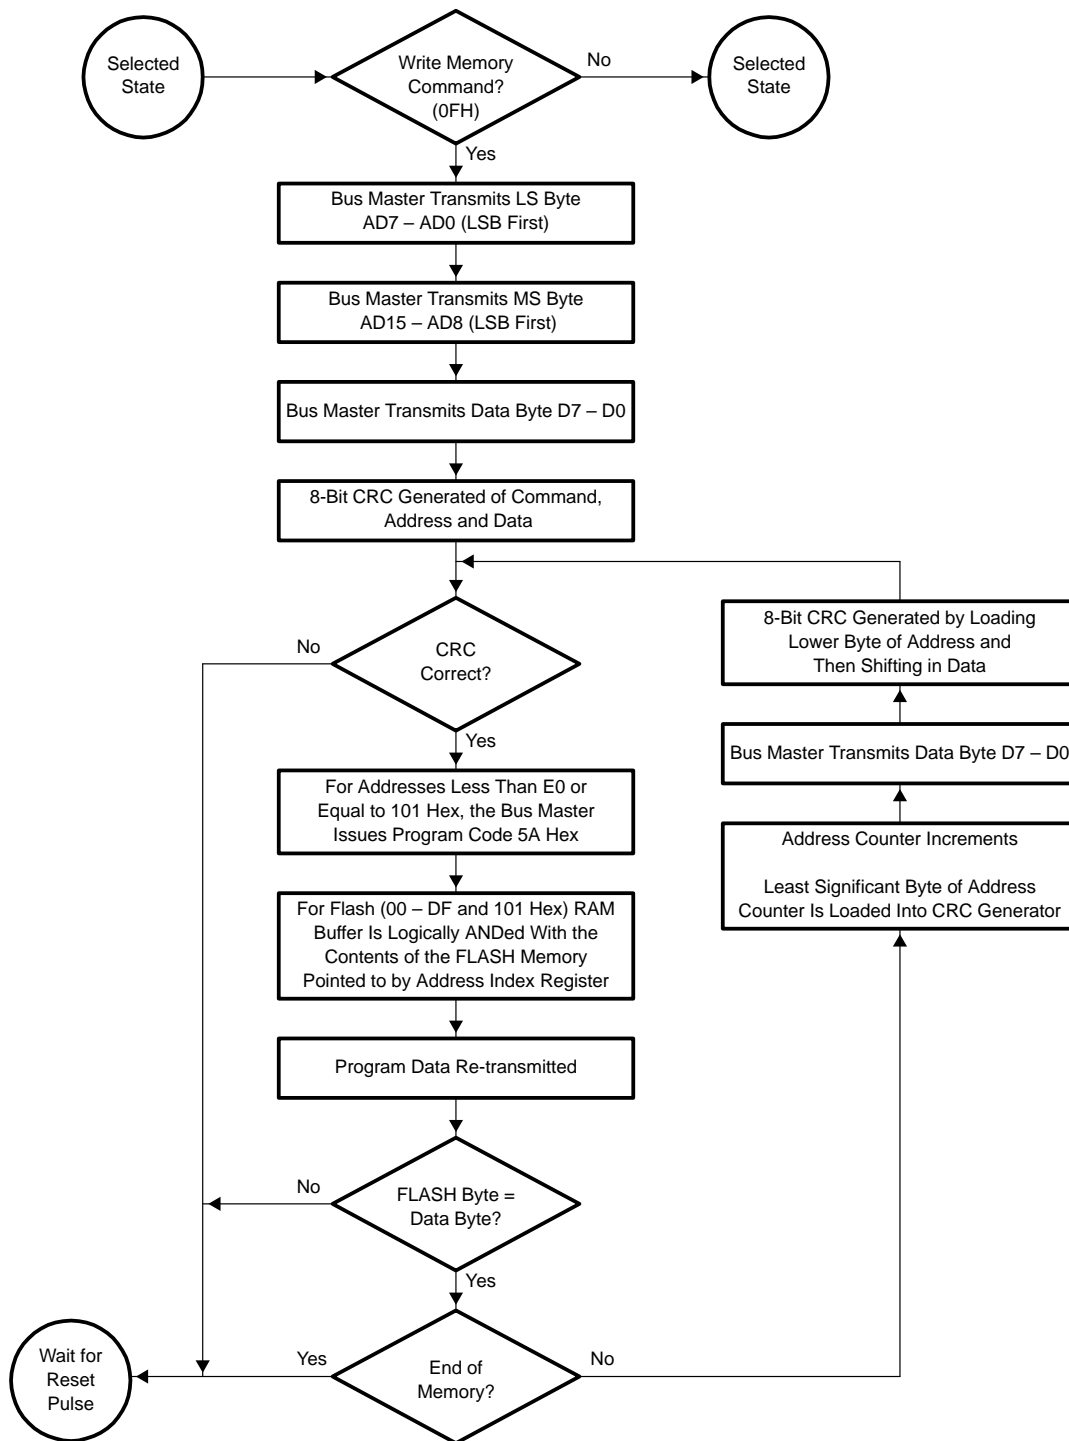 Selected
State
Write Memory
Command?
(0FH)
No
Selected
State
Yes
Bus Master Transmits LS Byte
AD7 – AD0 (LSB First)
Bus Master Transmits MS Byte
AD15 – AD8 (LSB First)
Bus Master Transmits Data Byte D7 – D0
8-Bit CRC Generated of Command,
Address and Data
No
CRC
Correct?
Yes
For Addresses Less Than E0 or
Equal to 101 Hex, the Bus Master
Issues Program Code 5A Hex
For Flash (00 – DF and 101 Hex) RAM
Buffer Is Logically ANDed With the
Contents of the FLASH Memory
Pointed to by Address Index Register
Program Data Re-transmitted
No
FLASH Byte =
Data Byte?
Yes
Wait for
Reset
Pulse
Yes
End of
Memory?
No
8-Bit CRC Generated by Loading
Lower Byte of Address and
Then Shifting in Data
Bus Master Transmits Data Byte D7 – D0
Address Counter Increments
Least Significant Byte of Address
Counter Is Loaded Into CRC Generator